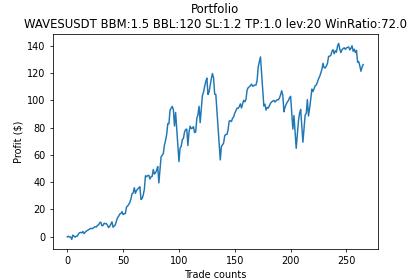 Portfolio
WAVESUSDT BBM:1.5 BBL:120 SL:1.2 TP:1.0 lev:20 WinRatio:72.0
Profit ($)
140
120
100
80
60
40
20
0
0 50 100 150 200 250
Trade counts